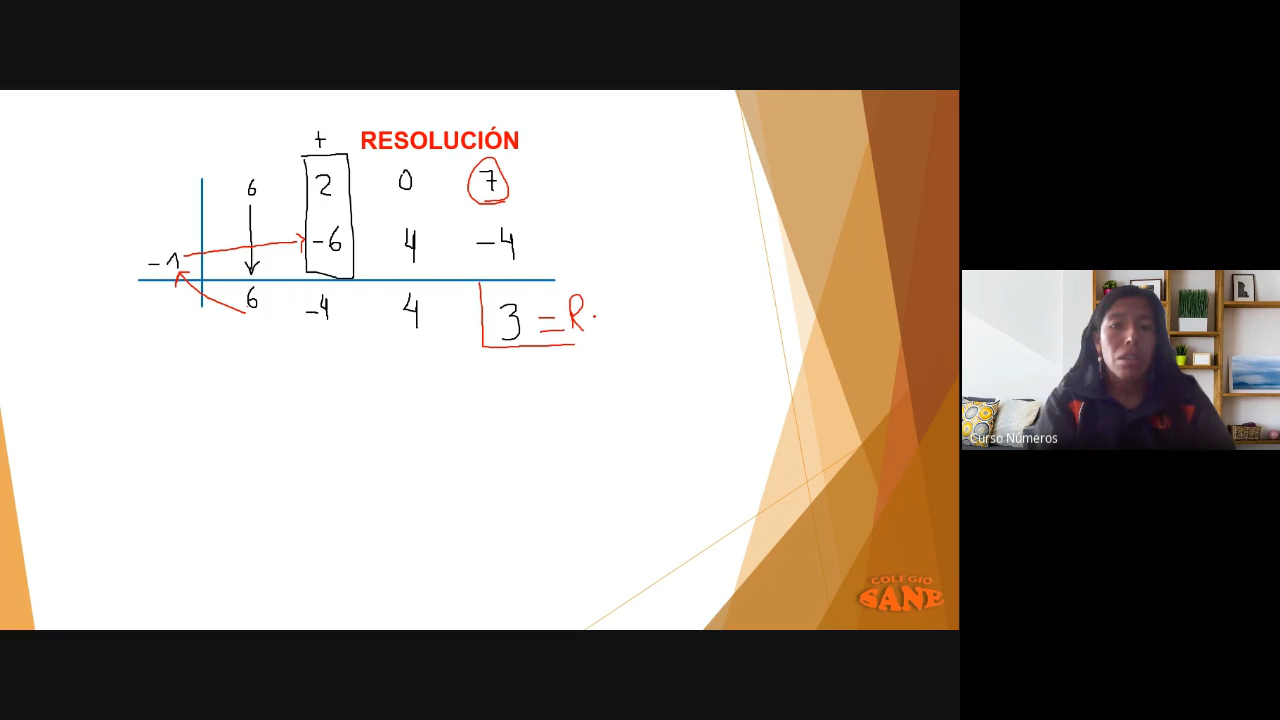 RESOLUCIÓN
+
6 2 0 7
-6 4 -4
-1
6 -4 4 3 = R.
Curso Números
COLEGIO
SANE